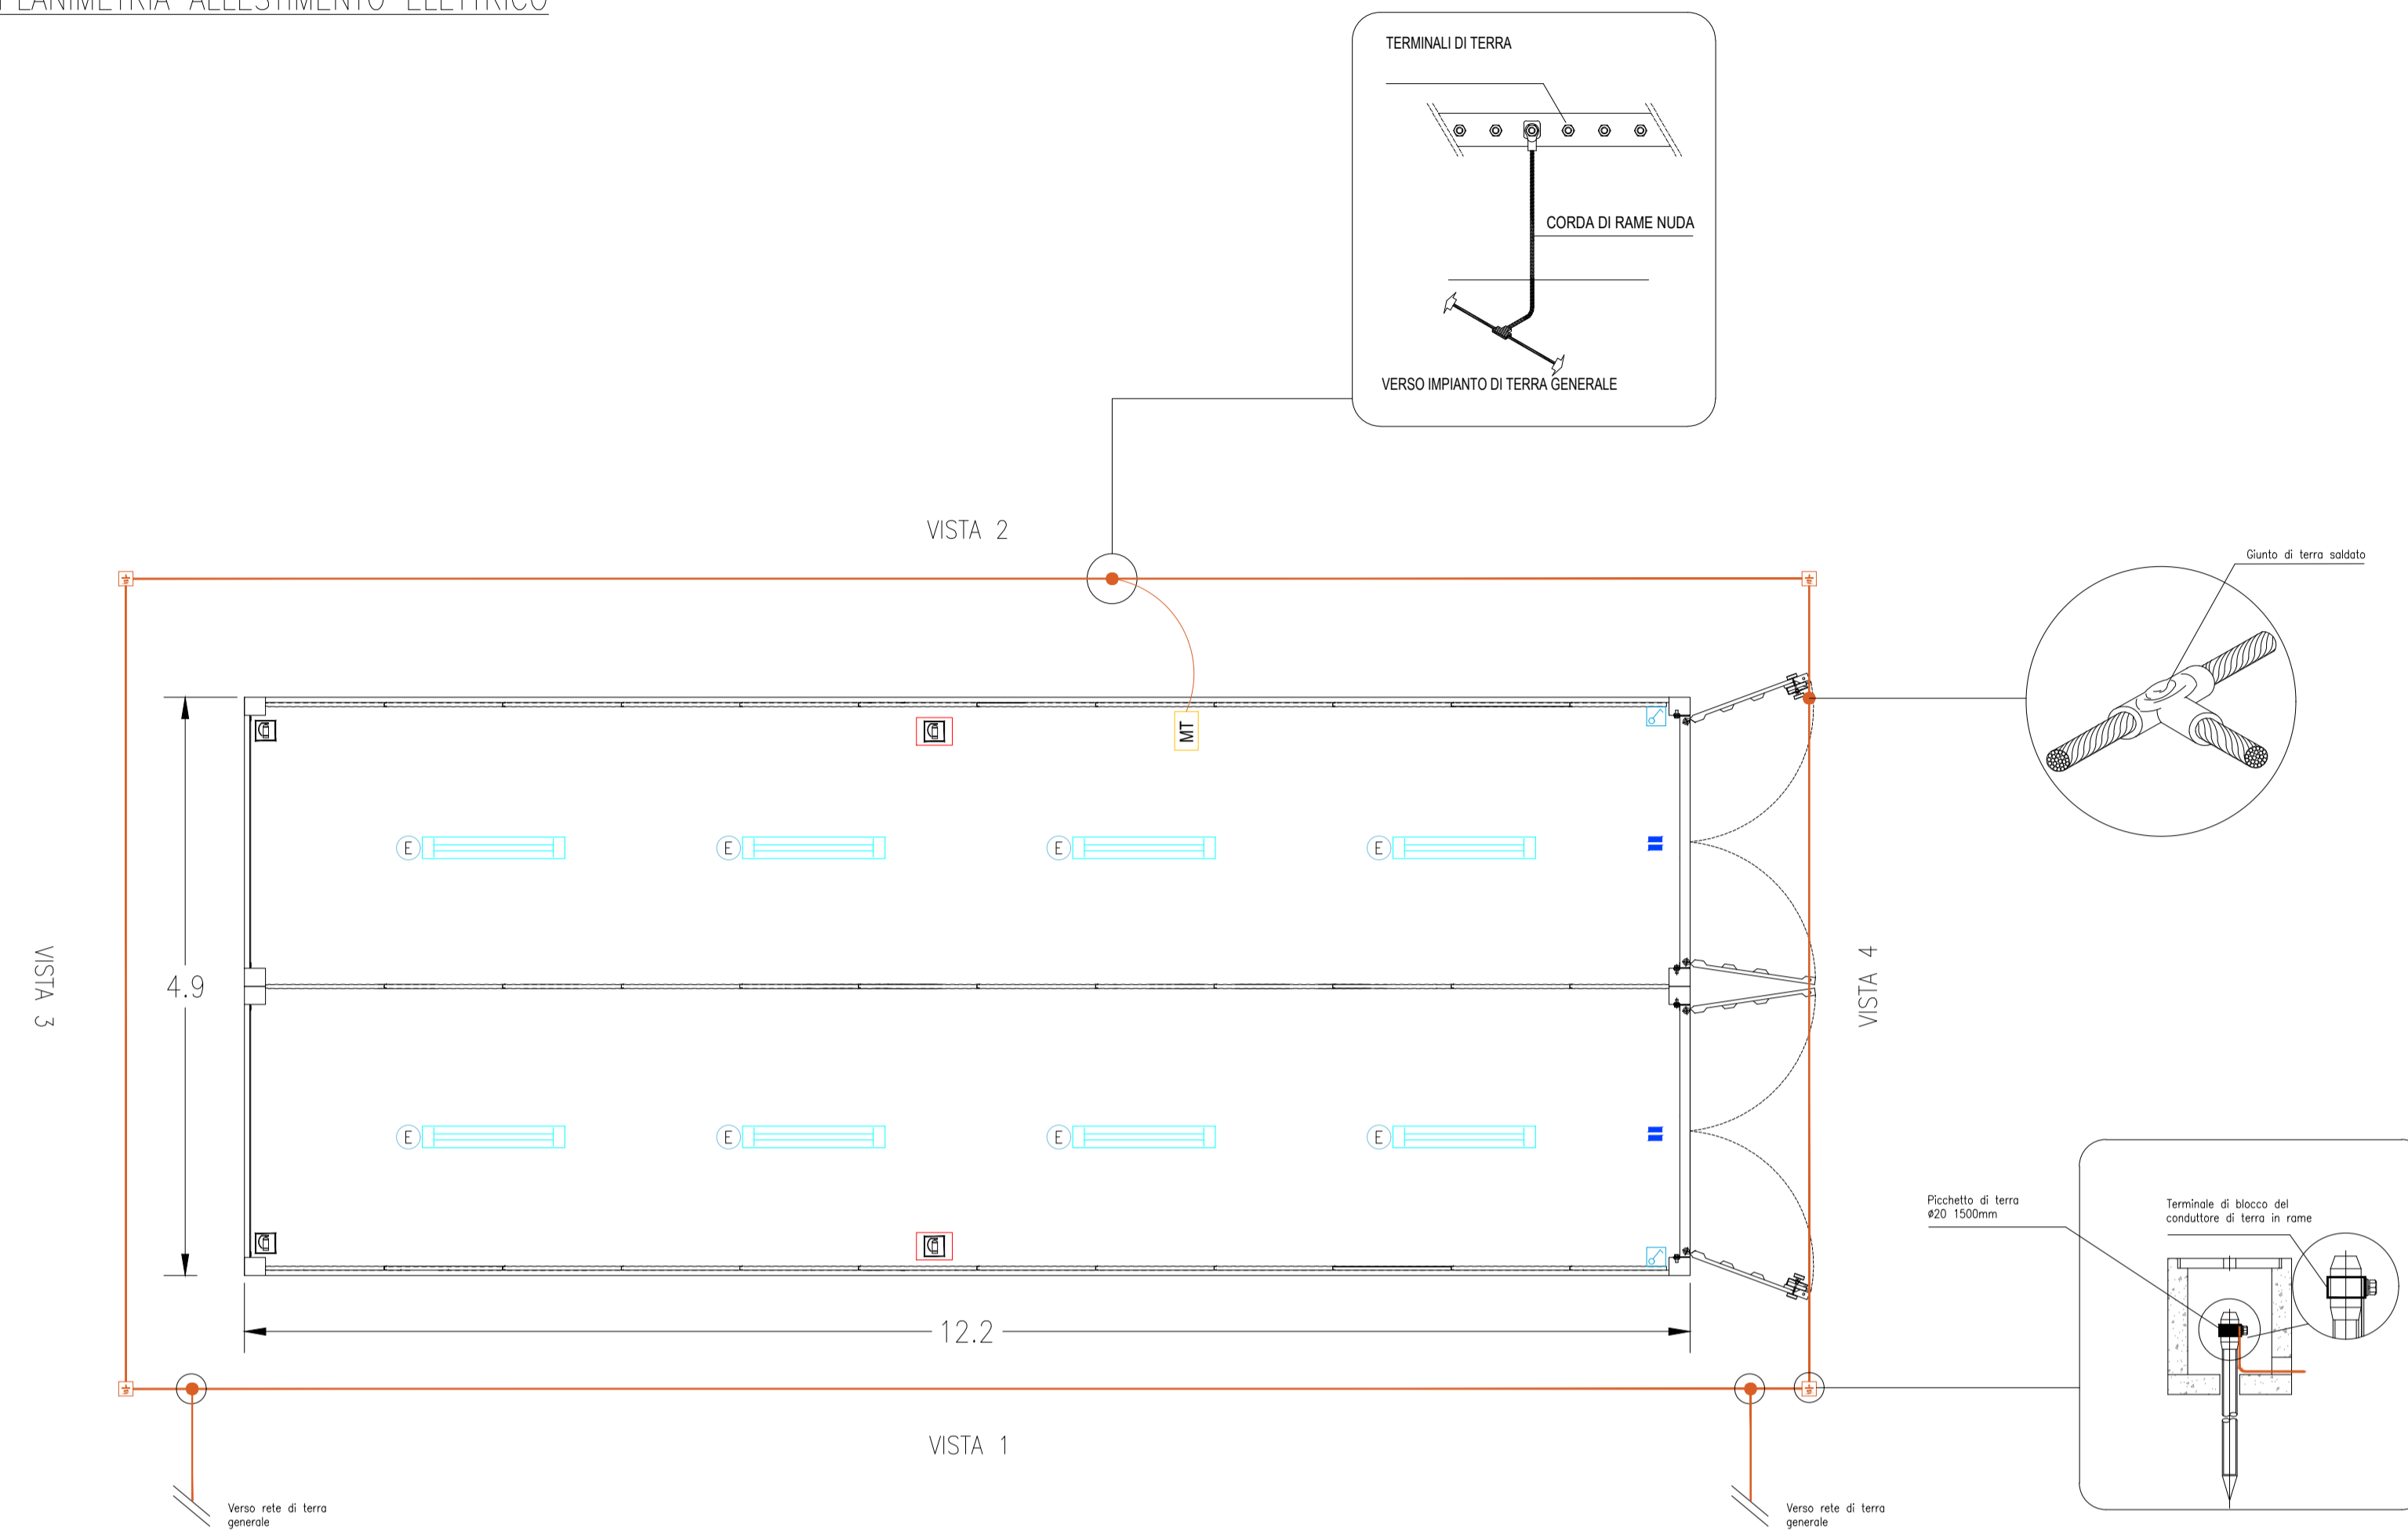 PLANIMETRIA ALLESTIMENTO ELETTRICO
TERMINALI DI TERRA
CORDA DI RAME NUDA
VERSO IMPIANTO DI TERRA GENERALE
VISTA 2
Giunto di terra saldato
MT
E
E
E
E
VISTA 3
4.9
VISTA 4
E
E
E
E
Picchetto di terra
ø20 1500mm
Terminale di blocco del
conduttore di terra in rame
12.2
VISTA 1
Verso rete di terra
generale
Verso rete di terra
generale